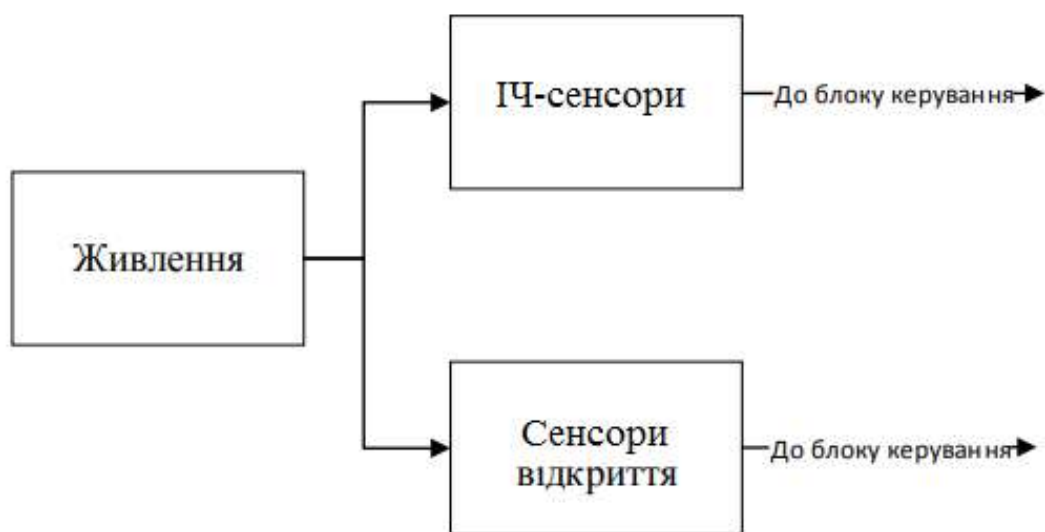 ІЧ-сенсори
До блоку керування
Живлення
Сенсори
відкриття
До блоку керування